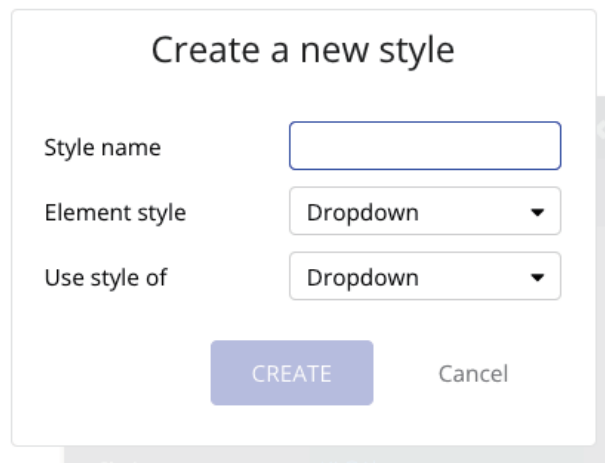 Create a new style
Style name
Element style Dropdown
Use style of Dropdown
CREATE Cancel